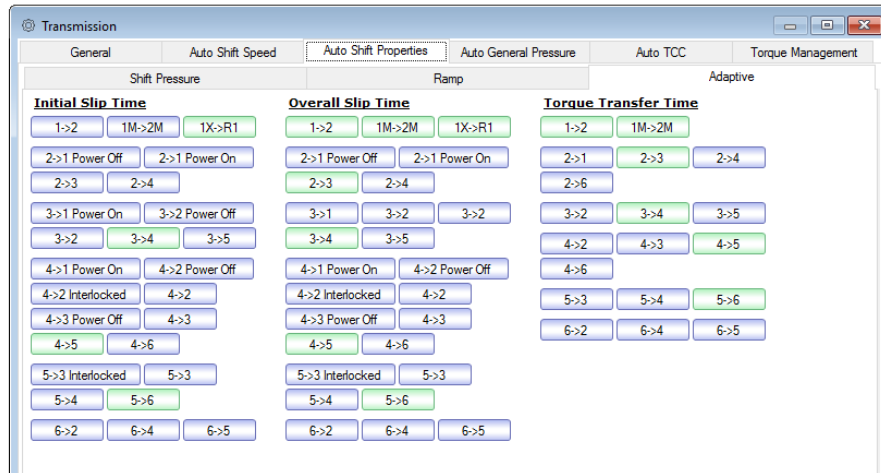 Transmission
General Auto Shift Speed Auto Shift Properties Auto General Pressure Auto TCC Torque Management
Shift Pressure Ramp Adaptive
Initial Slip Time Overall Slip Time Torque Transfer Time
1->2 1M->2M 1X->R1 1->2 1M->2M 1X->R1 1->2 1M->2M
2->1 Power Off 2->1 Power On 2->1 Power Off 2->1 Power On 2->1 2->3 2->4
2->3 2->4 2->3 2->4 2->6
3->1 Power On 3->2 Power Off 3->1 3->2 3->2 3->2 3->4 3->5
3->2 3->4 3->5 3->4 3->5 4->2 4->3 4->5
4->1 Power On 4->2 Power Off 4->1 Power On 4->2 Power Off 4->6
4->2 Interlocked 4->2 4->2 Interlocked 4->2 5->3 5->4 5->6
4->3 Power Off 4->3 4->3 Power Off 4->3 6->2 6->4 6->5
4->5 4->6 4->5 4->6
5->3 Interlocked 5->3 5->3 Interlocked 5->3
5->4 5->6 5->4 5->6
6->2 6->4 6->5 6->2 6->4 6->5